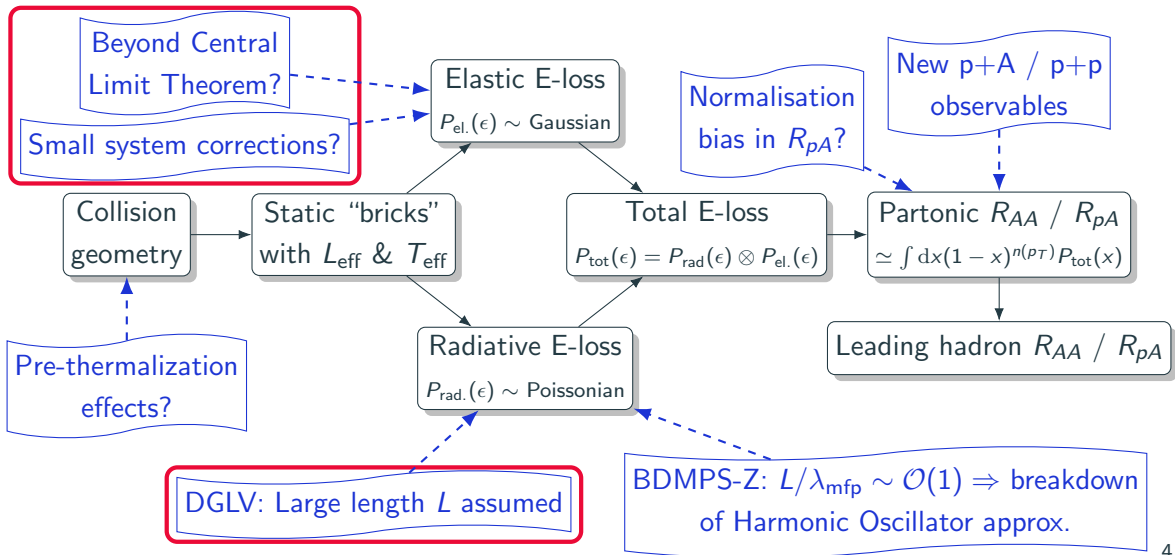 Beyond Central
Limit Theorem?
Small system corrections?
Elastic E-loss
P_el.(ϵ) ∼ Gaussian
Normalisation
bias in R_pA?
New p+A / p+p
observables
Collision
geometry
Static “bricks”
with L_eff & T_eff
Total E-loss
P_tot(ϵ) = P_rad(ϵ) ⊗ P_el.(ϵ)
Partonic R_AA / R_pA
≃ ∫ dx(1 − x)^n(p_T) P_tot(x)
Pre-thermalization
effects?
Radiative E-loss
P_rad.(ϵ) ∼ Poissonian
Leading hadron R_AA / R_pA
DGLV: Large length L assumed
BDMPS-Z: L/λ_mfp ∼ O(1) ⇒ breakdown
of Harmonic Oscillator approx.
4